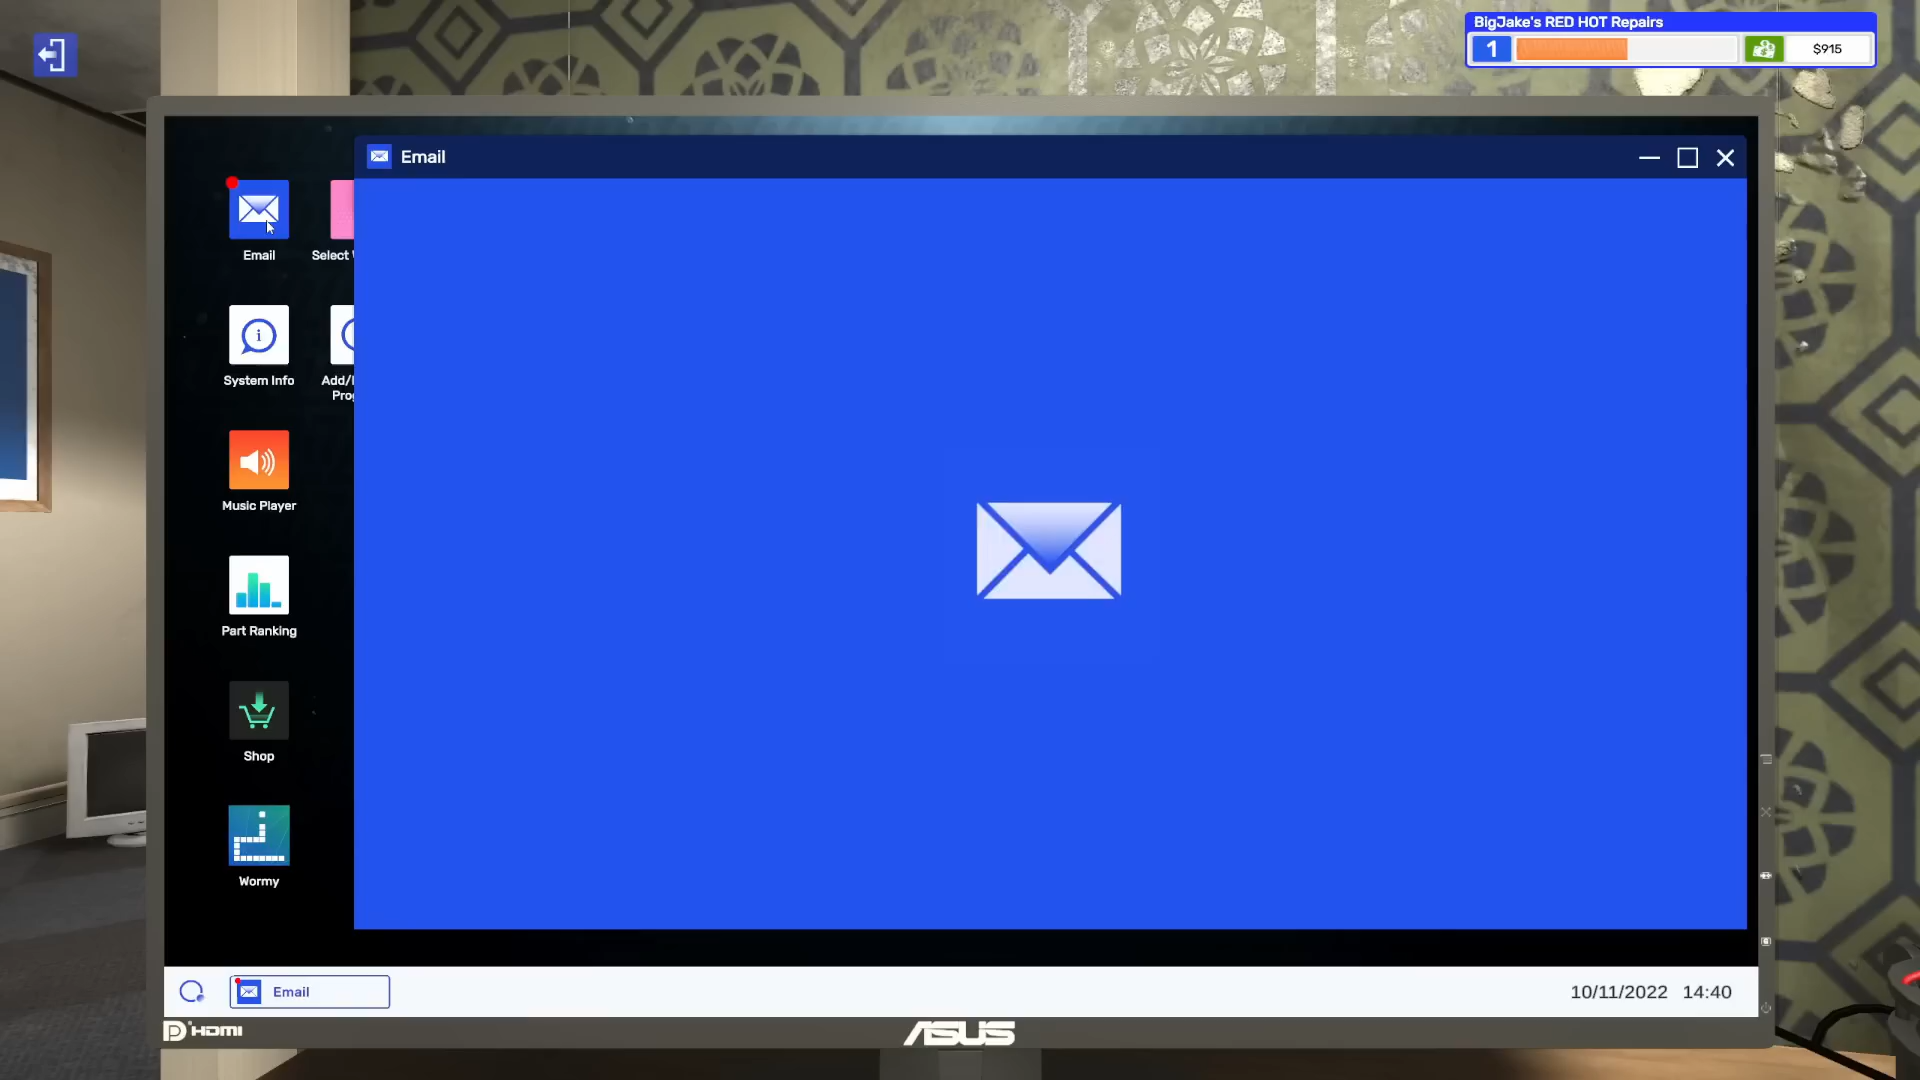 BigJake's RED HOT Repairs
1
$915
Email
Email
Select
System Info
Add/
Music Player
Part Ranking
Shop
Wormy
Email
10/11/2022 14:40
HDMI
ASUS